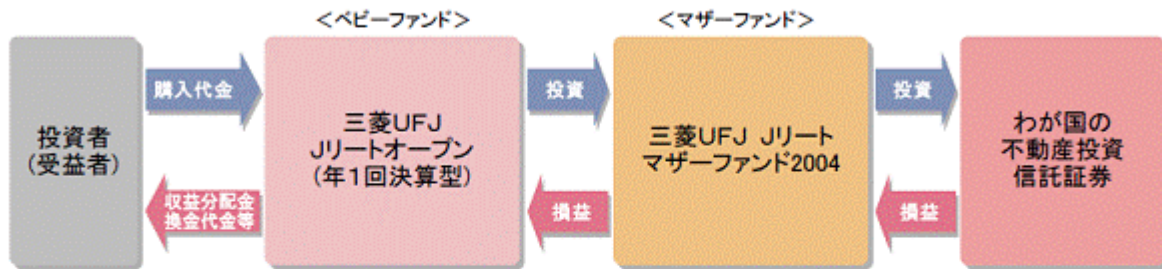 ＜ベビーファンド＞
＜マザーファンド＞
投資者
(受益者)
購入代金
収益分配金
換金代金等
三菱ＵＦＪ
Ｊリートオープン
(年１回決算型)
投資
損益
三菱ＵＦＪ Ｊリート
マザーファンド2004
投資
損益
わが国の
不動産投資
信託証券